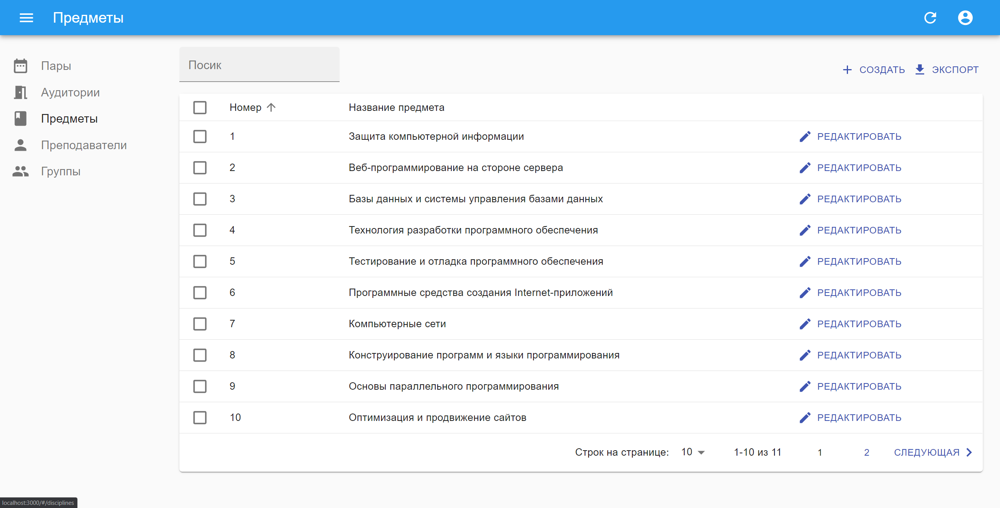 Предметы
Пары
Аудитории
Предметы
Преподаватели
Группы
Посик
СОЗДАТЬ ЭКСПОРТ
Номер Название предмета
1 Защита компьютерной информации РЕДАКТИРОВАТЬ
2 Веб-программирование на стороне сервера РЕДАКТИРОВАТЬ
3 Базы данных и системы управления базами данных РЕДАКТИРОВАТЬ
4 Технология разработки программного обеспечения РЕДАКТИРОВАТЬ
5 Тестирование и отладка программного обеспечения РЕДАКТИРОВАТЬ
6 Программные средства создания Internet-приложений РЕДАКТИРОВАТЬ
7 Компьютерные сети РЕДАКТИРОВАТЬ
8 Конструирование программ и языки программирования РЕДАКТИРОВАТЬ
9 Основы параллельного программирования РЕДАКТИРОВАТЬ
10 Оптимизация и продвижение сайтов РЕДАКТИРОВАТЬ
Строк на странице: 10 1-10 из 11 1 2 СЛЕДУЮЩАЯ
localhost:3000/#/disciplines